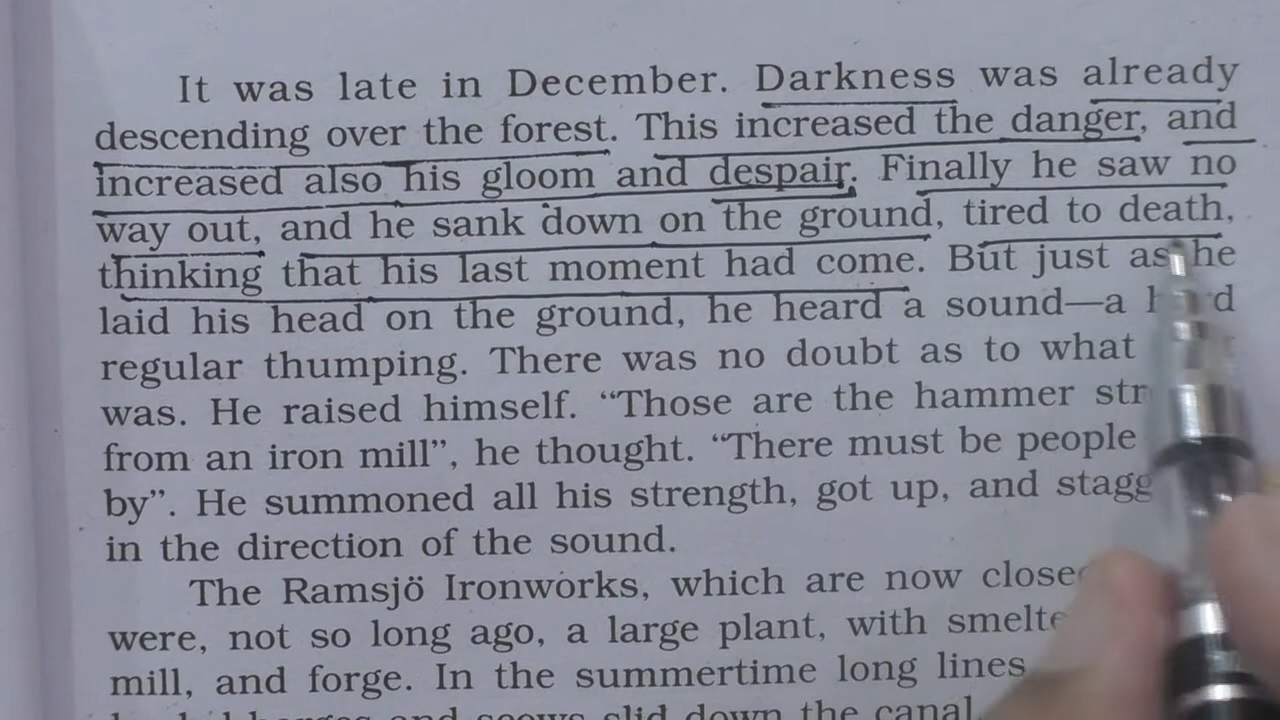 It was late in December. Darkness was already
descending over the forest. This increased the danger, and
increased also his gloom and despair. Finally he saw no
way out, and he sank down on the ground, tired to death,
thinking that his last moment had come. But just as he
laid his head on the ground, he heard a sound—a
regular thumping. There was no doubt as to what
was. He raised himself. “Those are the hammer
from an iron mill”, he thought. “There must be people
by”. He summoned all his strength, got up, and
in the direction of the sound.
The Ramsjö Ironworks, which are now
were, not so long ago, a large plant, with
mill, and forge. In the summertime long lines
and scows slid down the canal